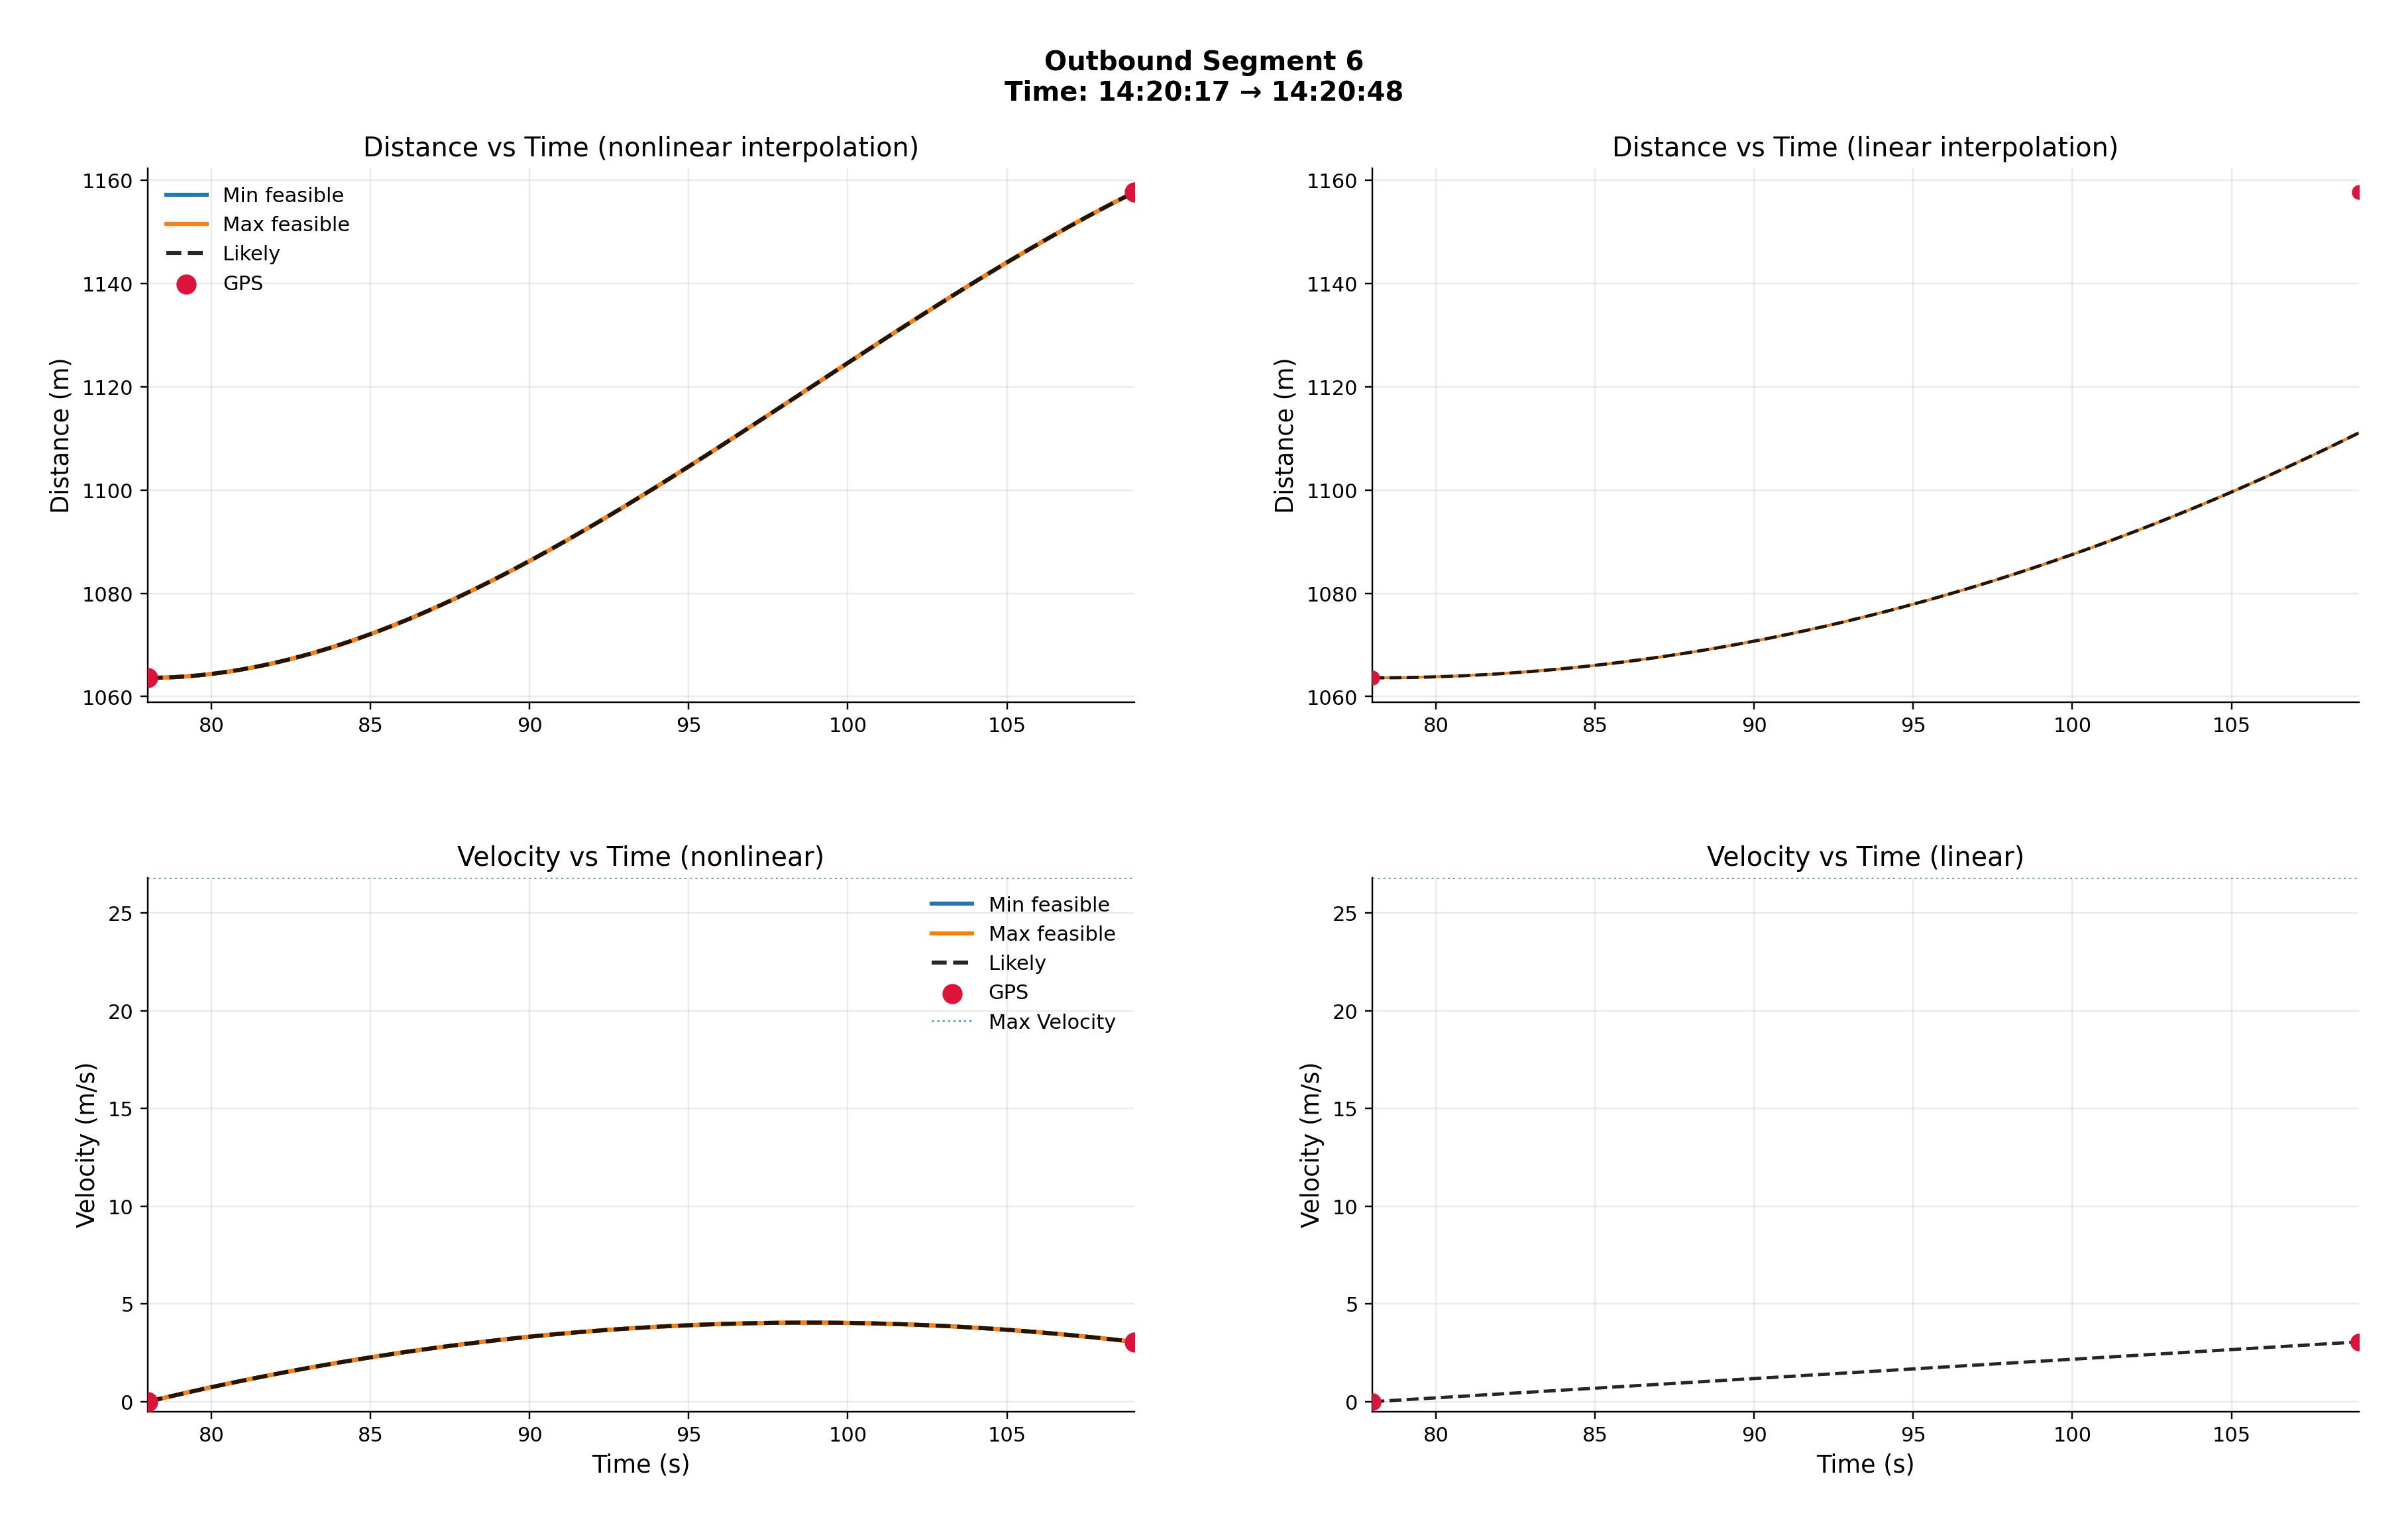 Outbound Segment 6
Time: 14:20:17 → 14:20:48
Distance vs Time (nonlinear interpolation)
Distance (m)
1160
1140
1120
1100
1080
1060
80 85 90 95 100 105
Min feasible
Max feasible
Likely
GPS
Distance vs Time (linear interpolation)
Distance (m)
1160
1140
1120
1100
1080
1060
80 85 90 95 100 105
Velocity vs Time (nonlinear)
Velocity (m/s)
25
20
15
10
5
0
80 85 90 95 100 105
Time (s)
Min feasible
Max feasible
Likely
GPS
Max Velocity
Velocity vs Time (linear)
Velocity (m/s)
25
20
15
10
5
0
80 85 90 95 100 105
Time (s)